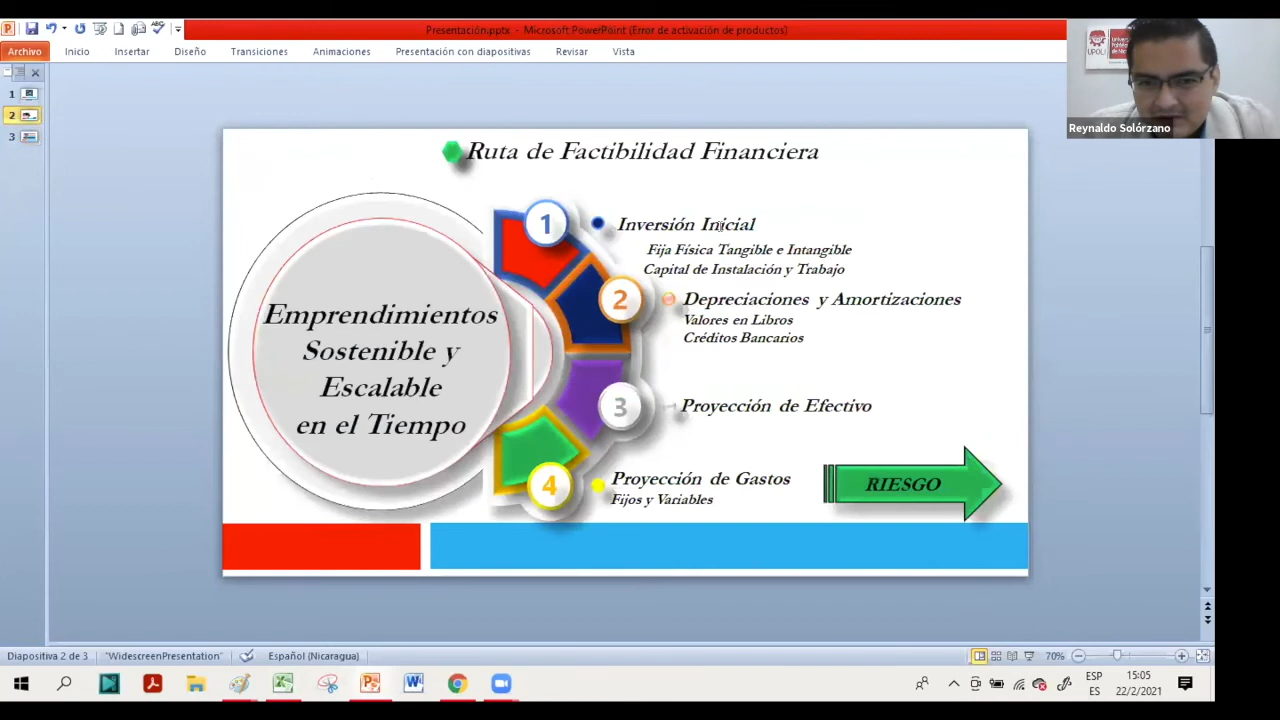 Presentación.pptx - Microsoft PowerPoint (Error de activación de productos)
Archivo Inicio Insertar Diseño Transiciones Animaciones Presentación con diapositivas Revisar Vista
UPOLI
Reynaldo Solórzano
1
2
3
Ruta de Factibilidad Financiera
1
Inversión Inicial
Fija Física Tangible e Intangible
Capital de Instalación y Trabajo
2
Depreciaciones y Amortizaciones
Valores en Libros
Créditos Bancarios
Emprendimientos
Sostenible y
Escalable
en el Tiempo
3
Proyección de Efectivo
4
Proyección de Gastos
Fijos y Variables
RIESGO
Diapositiva 2 de 3 "WidescreenPresentation" Español (Nicaragua) 70%
ESP
ES
15:05
22/2/2021